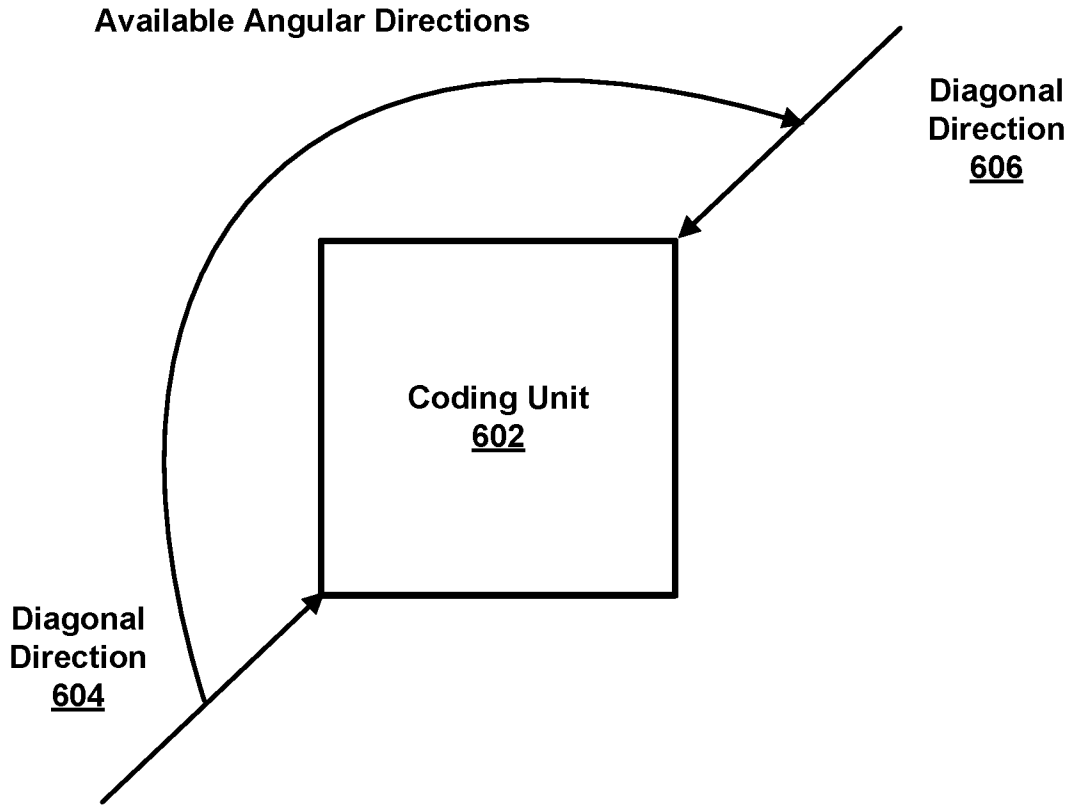 Available Angular Directions
Diagonal
Direction
606
Coding Unit
602
Diagonal
Direction
604